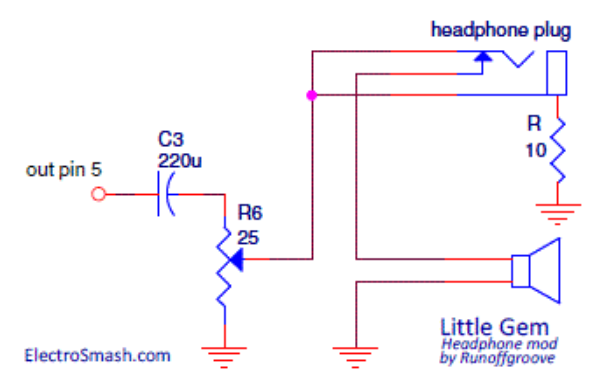 headphone plug
R
10
C3
220u
out pin 5
R6
25
Little Gem
Headphone mod
by Runoffgroove
ElectroSmash.com